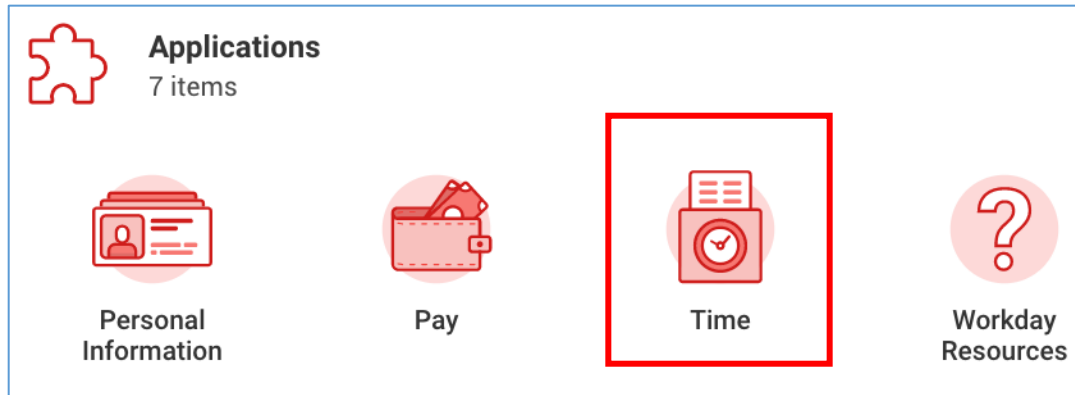 Applications
7 items
Personal
Information
Pay
Time
Workday
Resources